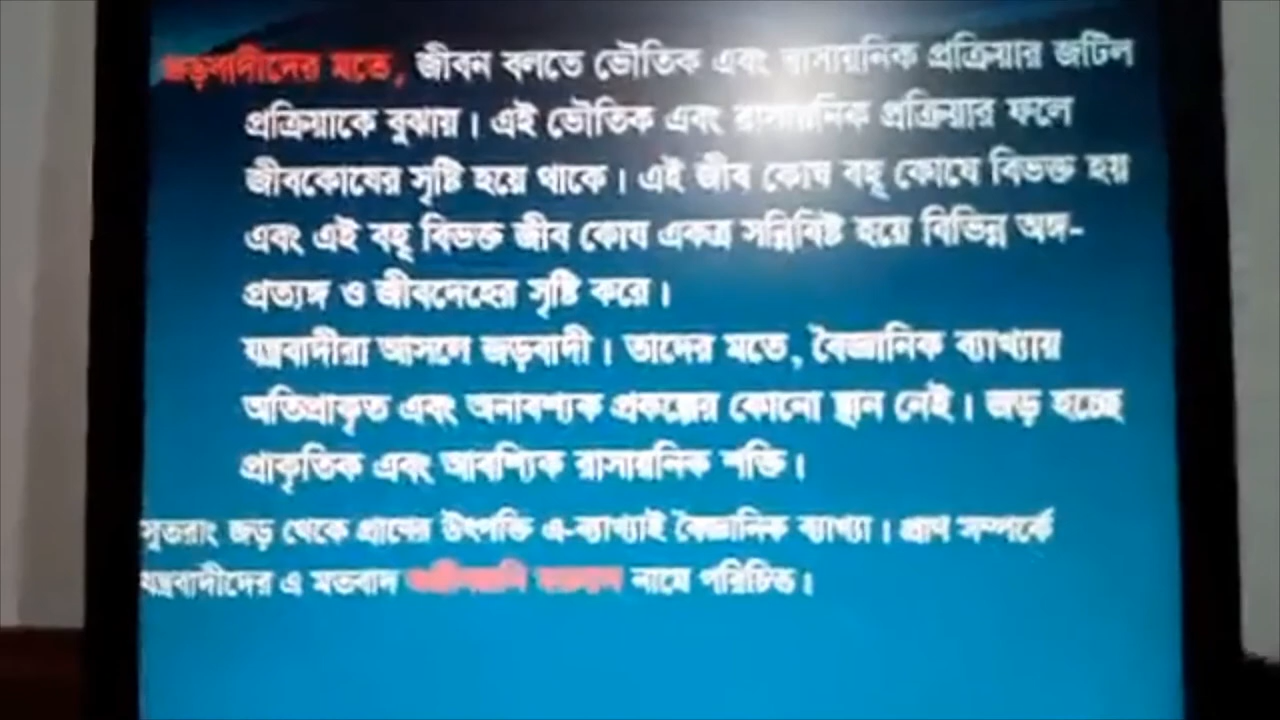 জড়বাদীদের মতে, জীবন বলতে ভৌতিক এবং রাসায়নিক প্রক্রিয়ার জটিল
প্রক্রিয়াকে বুঝায়। এই ভৌতিক এবং রাসায়নিক প্রক্রিয়ার ফলে
জীবকোষের সৃষ্টি হয়ে থাকে। এই জীব কোষ বহু কোষে বিভক্ত হয়
এবং এই বহু বিভক্ত জীব কোষ একত্র সন্নিবিষ্ট হয়ে বিভিন্ন অঙ্গ-
প্রত্যঙ্গ ও জীবদেহের সৃষ্টি করে।
যন্ত্রবাদীরা আসলে জড়বাদী। তাদের মতে, বৈজ্ঞানিক ব্যাখ্যায়
অতিপ্রাকৃত এবং অনাবশ্যক প্রকল্পের কোনো স্থান নেই। জড় হচ্ছে
প্রাকৃতিক এবং আবশ্যিক রাসায়নিক শক্তি।
সুতরাং জড় থেকে প্রাণের উৎপত্তি এ-ব্যাখ্যাই বৈজ্ঞানিক ব্যাখ্যা। প্রাণ সম্পর্কে
যন্ত্রবাদীদের এ মতবাদ নামে পরিচিত।